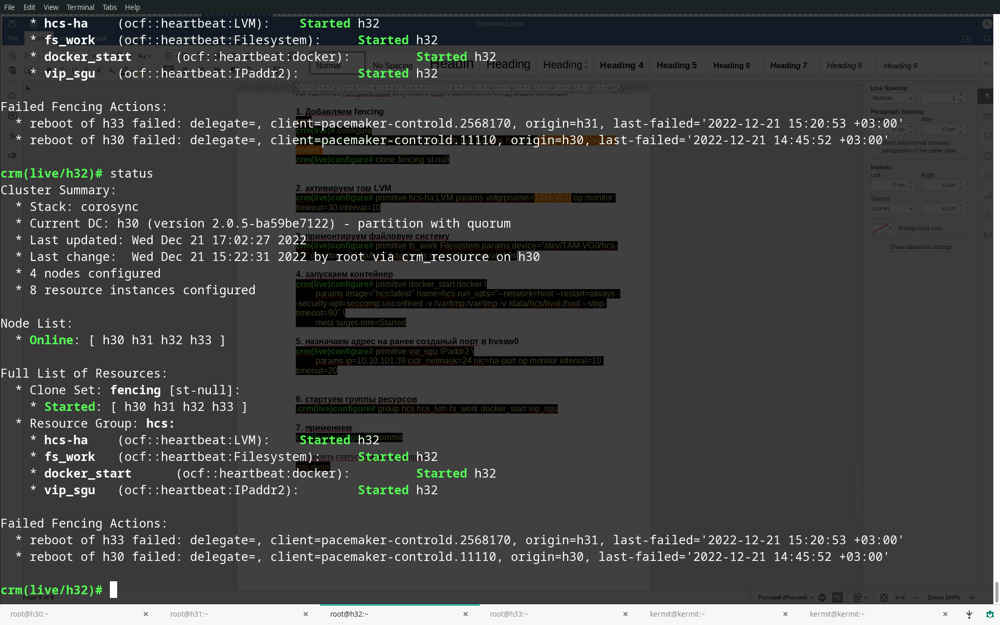 File Edit View Terminal Tabs Help
Document1.docx
K
File
* hcs-ha (ocf::heartbeat:LVM): Started h32
* fs_work (ocf::heartbeat:Filesystem): Started h32
* docker_start (ocf::heartbeat:docker): Started h32
* vip_sgu (ocf::heartbeat:IPaddr2): Started h32
Normal No Spacing Headin Heading Heading Heading 4 Heading 5 Heading 6 Heading 7 Heading 8 Heading 9
Failed Fencing Actions:
* reboot of h33 failed: delegate=, client=pacemaker-controld.2568170, origin=h31, last-failed='2022-12-21 15:20:53 +03:00'
* reboot of h30 failed: delegate=, client=pacemaker-controld.11110, origin=h30, last-failed='2022-12-21 14:45:52 +03:00'
crm(live/h32)# status
Cluster Summary:
* Stack: corosync
* Current DC: h30 (version 2.0.5-ba59be7122) - partition with quorum
* Last updated: Wed Dec 21 17:02:27 2022
* Last change: Wed Dec 21 15:22:31 2022 by root via crm_resource on h30
* 4 nodes configured
* 8 resource instances configured
Node List:
* Online: [ h30 h31 h32 h33 ]
Full List of Resources:
* Clone Set: fencing [st-null]:
* Started: [ h30 h31 h32 h33 ]
* Resource Group: hcs:
* hcs-ha (ocf::heartbeat:LVM): Started h32
* fs_work (ocf::heartbeat:Filesystem): Started h32
* docker_start (ocf::heartbeat:docker): Started h32
* vip_sgu (ocf::heartbeat:IPaddr2): Started h32
Failed Fencing Actions:
* reboot of h33 failed: delegate=, client=pacemaker-controld.2568170, origin=h31, last-failed='2022-12-21 15:20:53 +03:00'
* reboot of h30 failed: delegate=, client=pacemaker-controld.11110, origin=h30, last-failed='2022-12-21 14:45:52 +03:00'
crm(live/h32)#
1. Добавляем fencing
crm(live)# configure
node4"
crm(live)configure# clone fencing st-null
2. активируем том LVM
crm(live)configure# primitive hcs-ha LVM params volgrpname=TAM-VG0 op monitor
timeout=30 interval=10
3. примонтируем файловую систему
crm(live)configure# primitive fs_work Filesystem params device="/dev/TAM-VG0/hcs-
4. запускаем контейнер
crm(live)configure# primitive docker_start docker \
params image="hcs:latest" name=hcs run_opts="--network=host --restart=always -
-security-opt=seccomp:unconfined -v /var/tmp:/var/tmp -v /data/hcs/hvol:/hvol --stop-
timeout=90" \
meta target-role=Started
5. назначаем адрес на ранее созданый порт в hvssw0
crm(live)configure# primitive vip_sgu IPaddr2 \
params ip=10.10.101.39 cidr_netmask=24 nic=ha-port op monitor interval=10
timeout=20
6. стартуем группы ресурсов
crm(live)configure# group hcs hcs_lvm fs_work docker_start vip_sgu
7. применяем
crm(live)configure# commit
crm status
Line Spacing
Multiple 1
Paragraph Spacing
Before After
0 cm 0 cm
Don't add interval between
paragraphs of the same style
Indents
Left Right
0 cm 0 cm
Special
(none) 0 cm
Background color
Show advanced settings
Page 8 of 8
Русский (Россия) Zoom 100%
root@h30:~ root@h31:~ root@h32:~ root@h33:~ kermit@kermit:~ kermit@kermit:~